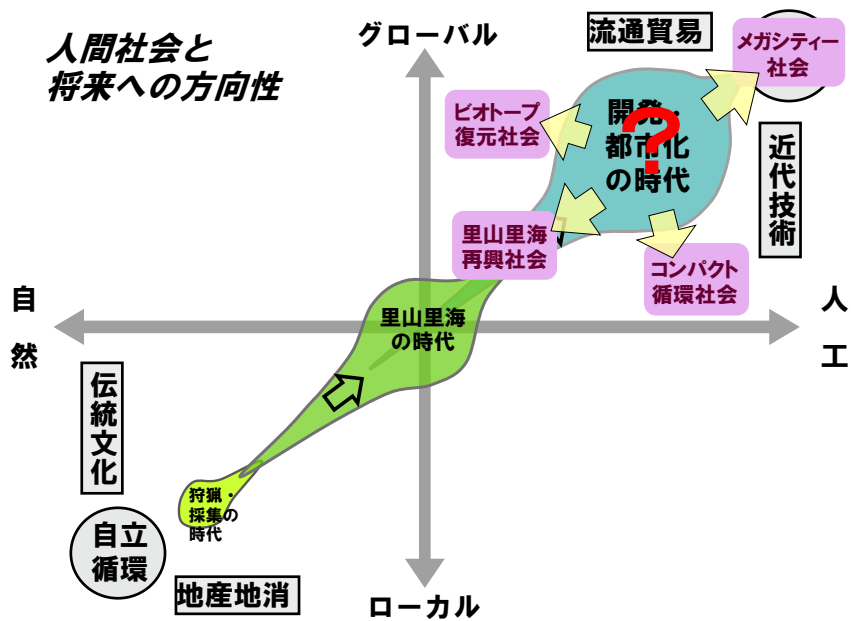 人間社会と
将来への方向性
グローバル
流通貿易
メガシティー
社会
ビオトープ
復元社会
開発・
都市化
の時代
?
近代技術
里山里海
再興社会
コンパクト
循環社会
自然
人工
里山里海
の時代
伝統文化
狩猟・
採集の
時代
自立
循環
地産地消
ローカル